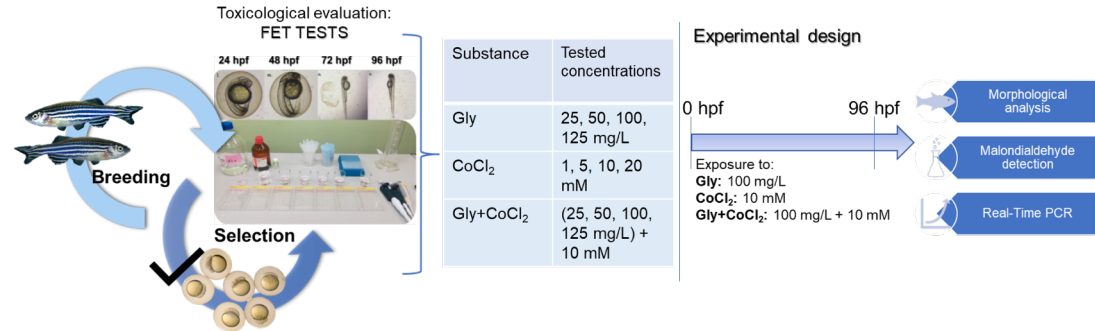 Toxicological evaluation:
FET TESTS
24 hpf 48 hpf 72 hpf 96 hpf
Breeding
Selection
Substance Tested
concentrations
Gly 25, 50, 100,
125 mg/L
CoCl₂ 1, 5, 10, 20
mM
Gly+CoCl₂ (25, 50, 100,
125 mg/L) +
10 mM
Experimental design
0 hpf 96 hpf
Exposure to:
Gly: 100 mg/L
CoCl₂: 10 mM
Gly+CoCl₂: 100 mg/L + 10 mM
Morphological
analysis
Malondialdehyde
detection
Real-Time PCR